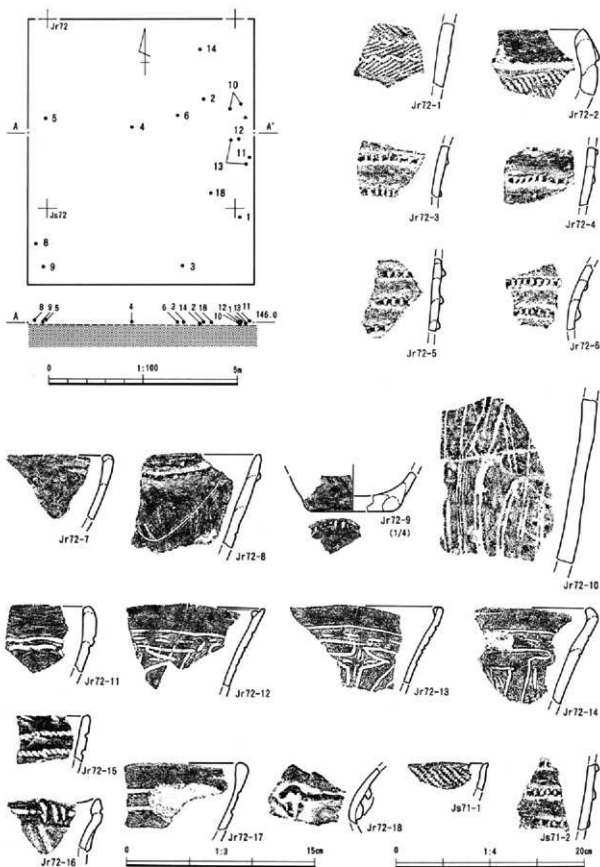 Jr72
14
2
10
6
5
4
A
A'
12
11
13
18
Js72
1
8
9
3
A
8 9 5
4
6 3 14 2 18
12 1 13 11
10
146.0
0
1:100
5m
Jr72-1
Jr72-2
Jr72-3
Jr72-4
Jr72-5
Jr72-6
Jr72-7
Jr72-8
Jr72-9
(1/4)
Jr72-10
Jr72-11
Jr72-12
Jr72-13
Jr72-14
Jr72-15
Jr72-16
Jr72-17
Jr72-18
Js71-1
Js71-2
0
1:3
15cm
0
1:4
20cm